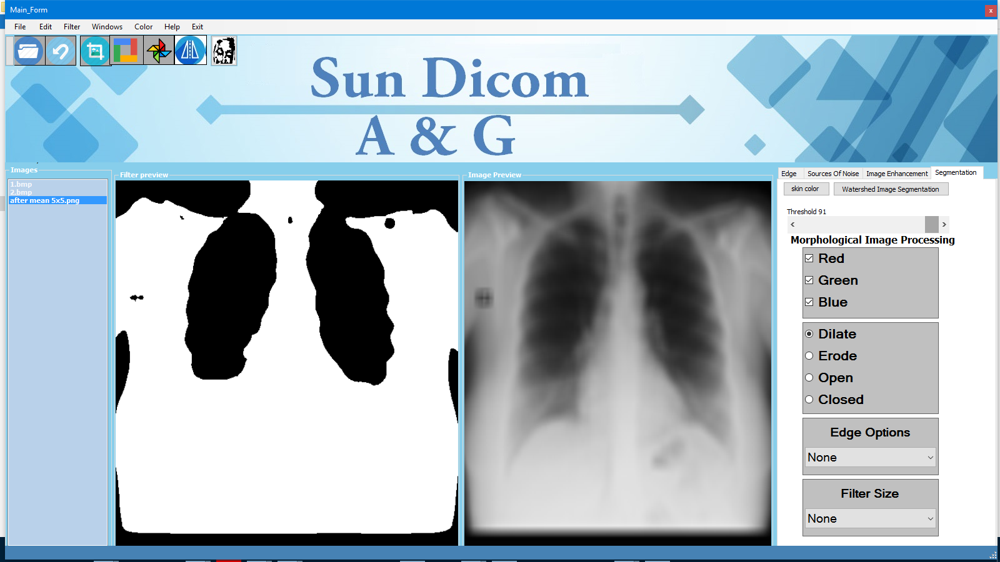 Main_Form
x
File Edit Filter Windows Color Help Exit
Sun Dicom
A & G
Images
1.bmp
2.bmp
after mean 5x5.png
Filter preview
Image Preview
Edge Sources Of Noise Image Enhancement Segmentation
skin color Watershed Image Segmentation
Threshold 91
Morphological Image Processing
Red
Green
Blue
Dilate
Erode
Open
Closed
Edge Options
None
Filter Size
None